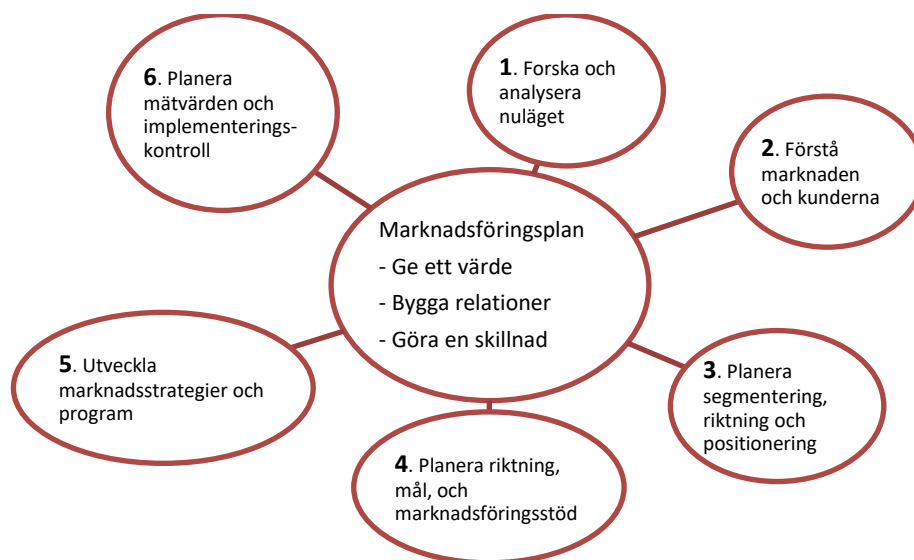 1. Forska och
analysera
nuläget
2. Förstå
marknaden
och kunderna
3. Planera
segmentering,
riktning och
positionering
4. Planera riktning,
mål, och
marknadsföringsstöd
5. Utveckla
marknadsstrategier och
program
6. Planera
mätvärden och
implementerings-
kontroll
Marknadsföringsplan
- Ge ett värde
- Bygga relationer
- Göra en skillnad